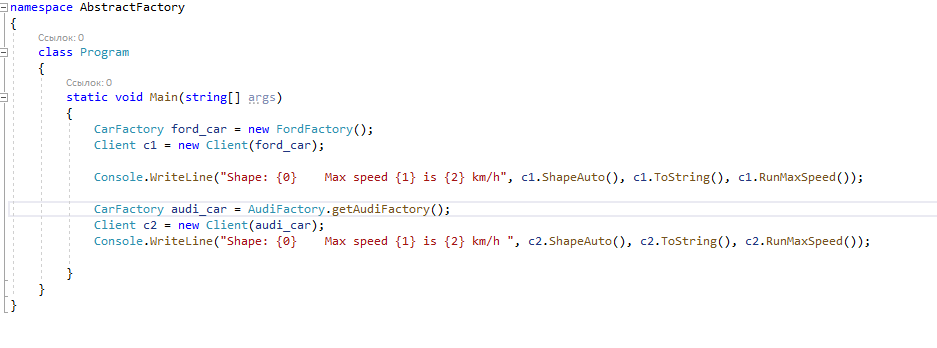 namespace AbstractFactory
{
Ссылок: 0
class Program
{
Ссылок: 0
static void Main(string[] args)
{
CarFactory ford_car = new FordFactory();
Client c1 = new Client(ford_car);
Console.WriteLine("Shape: {0}    Max speed {1} is {2} km/h", c1.ShapeAuto(), c1.ToString(), c1.RunMaxSpeed());
CarFactory audi_car = AudiFactory.getAudiFactory();
Client c2 = new Client(audi_car);
Console.WriteLine("Shape: {0}    Max speed {1} is {2} km/h ", c2.ShapeAuto(), c2.ToString(), c2.RunMaxSpeed());
}
}
}